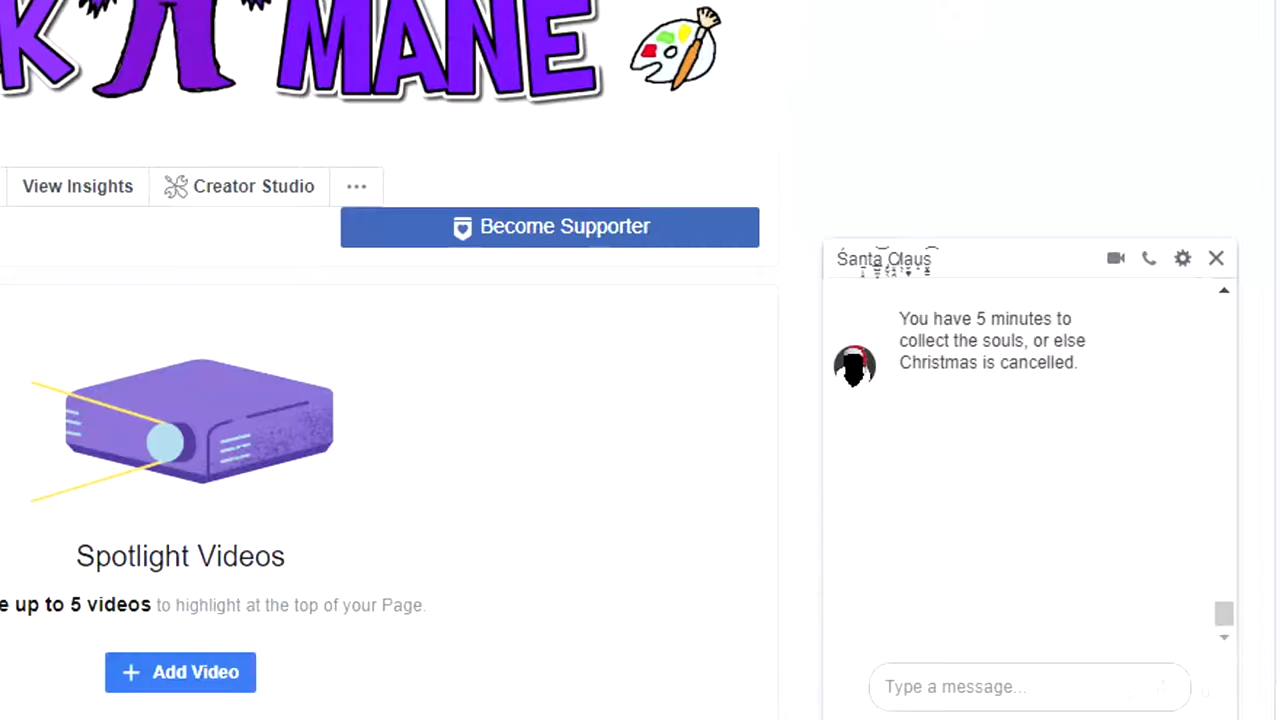 K MANE
View Insights
Creator Studio
Become Supporter
Santa Claus
You have 5 minutes to
collect the souls, or else
Christmas is cancelled.
Spotlight Videos
e up to 5 videos to highlight at the top of your Page.
+ Add Video
Type a message...